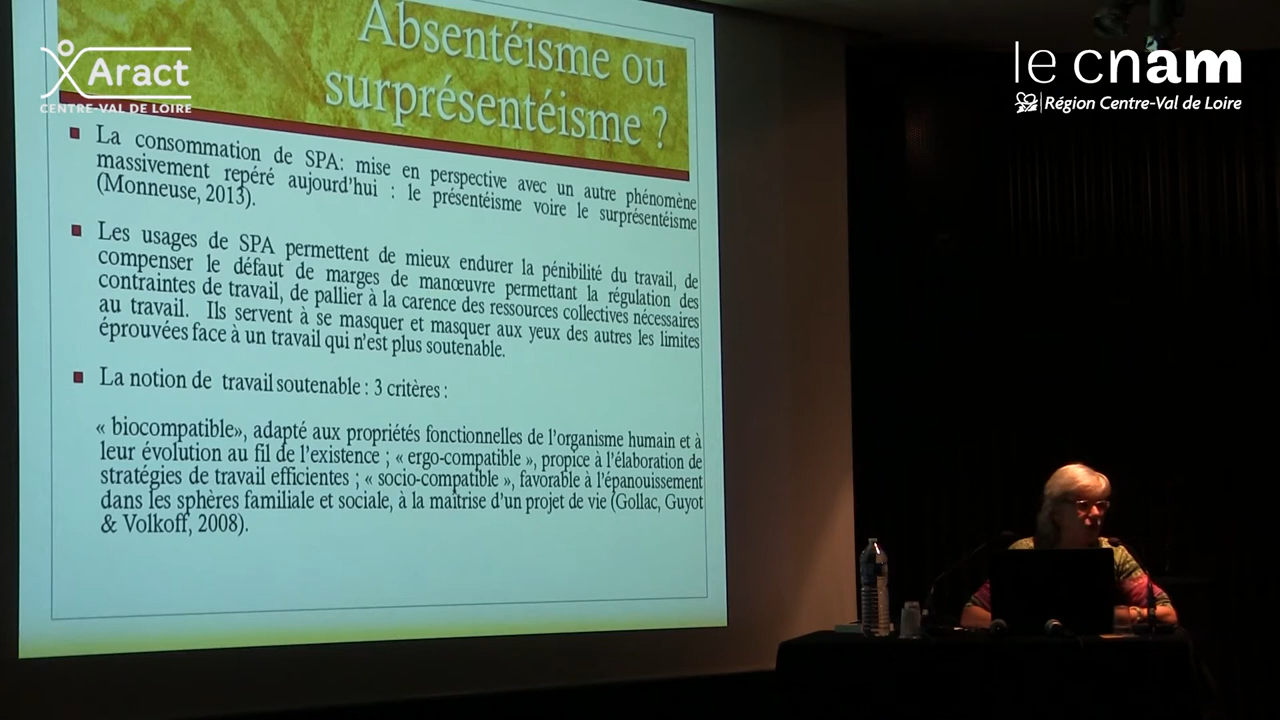 Aract
CENTRE-VAL DE LOIRE
le cnam
Région Centre-Val de Loire
Absentéisme ou
surprésentéisme ?
La consommation de SPA: mise en perspective avec un autre phénomène
massivement repéré aujourd'hui : le présentéisme voire le surprésentéisme
(Monneuse, 2013).
Les usages de SPA permettent de mieux endurer la pénibilité du travail, de
compenser le défaut de marges de manœuvre permettant la régulation des
contraintes de travail, de pallier à la carence des ressources collectives nécessaires
au travail. Ils servent à se masquer et masquer aux yeux des autres les limites
éprouvées face à un travail qui n'est plus soutenable.
La notion de travail soutenable : 3 critères :
« biocompatible», adapté aux propriétés fonctionnelles de l'organisme humain et à
leur évolution au fil de l'existence ; « ergo-compatible », propice à l'élaboration de
stratégies de travail efficientes ; « socio-compatible », favorable à l'épanouissement
dans les sphères familiale et sociale, à la maîtrise d'un projet de vie (Gollac, Guyot
& Volkoff, 2008).